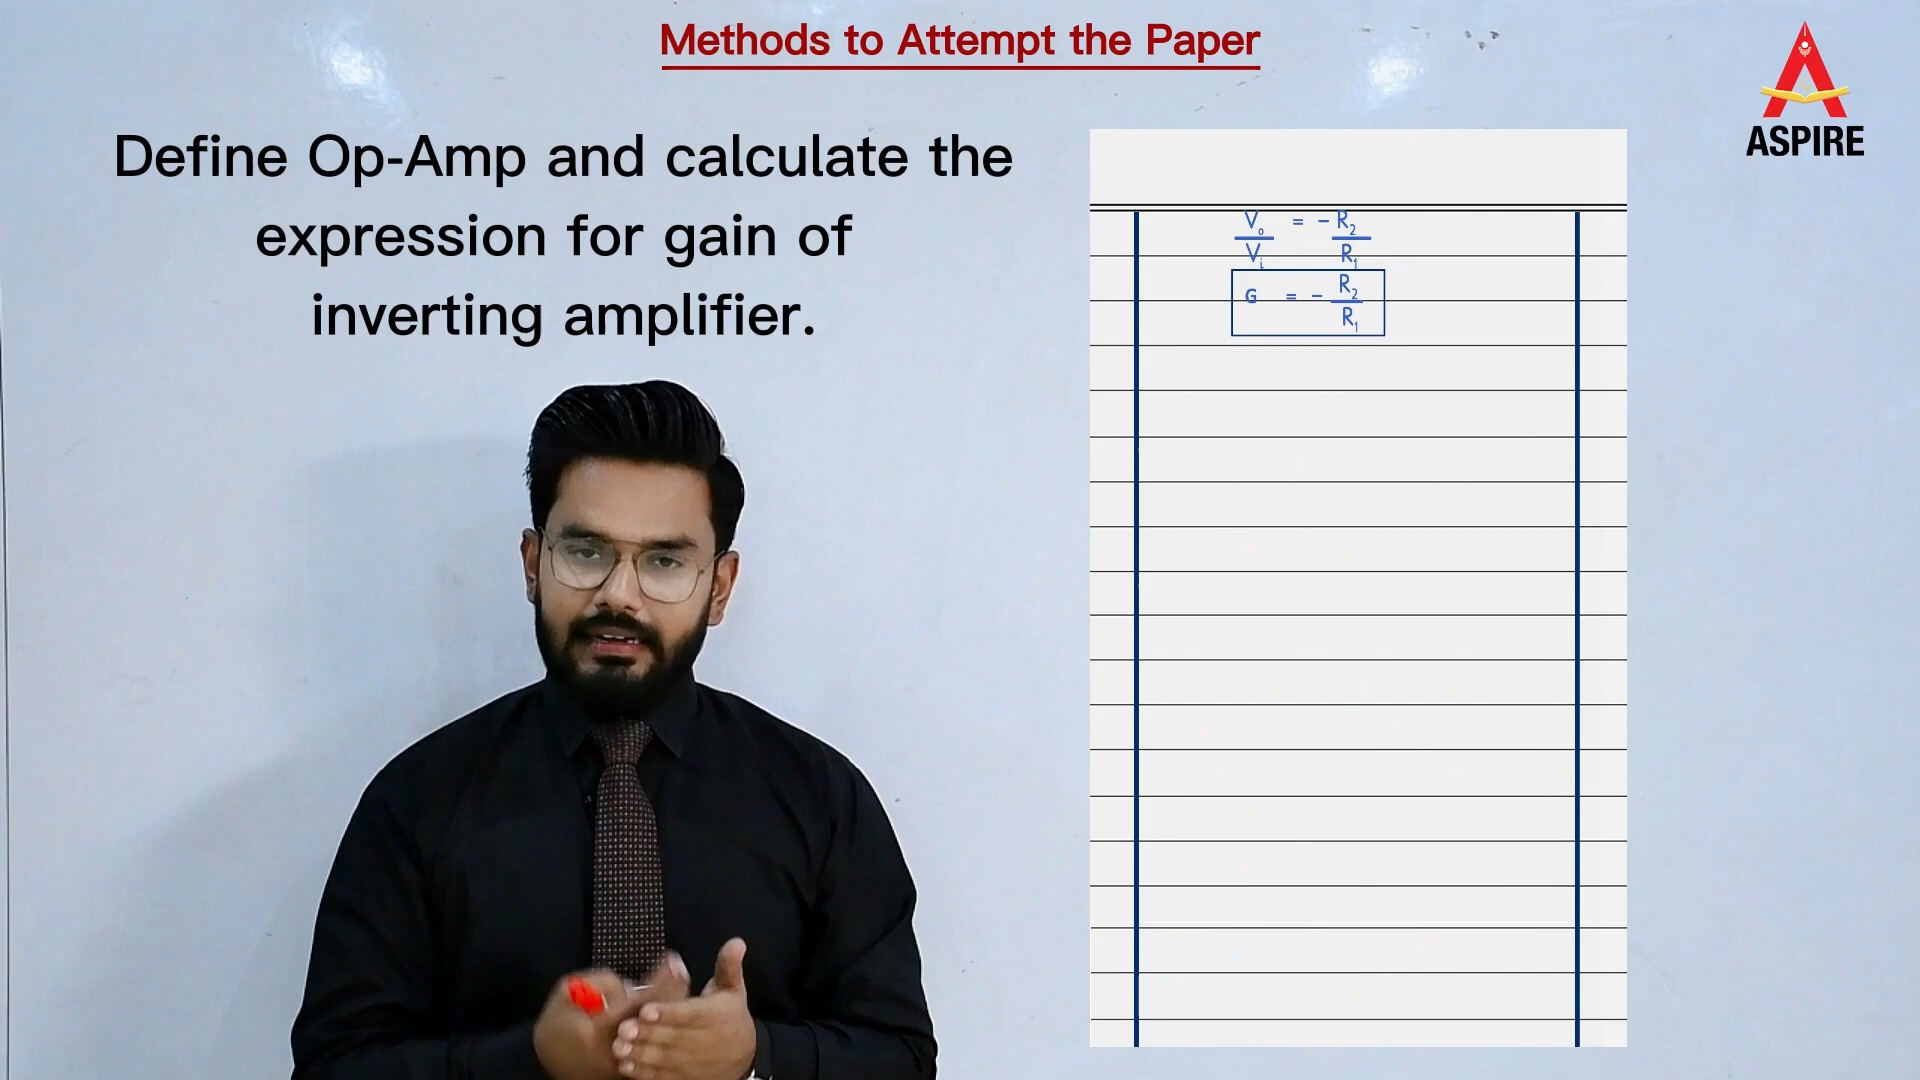 Methods to Attempt the Paper
ASPIRE
Define Op-Amp and calculate the
expression for gain of
inverting amplifier.
V₀ = - R₂
Vᵢ R₁
G = - R₂
R₁